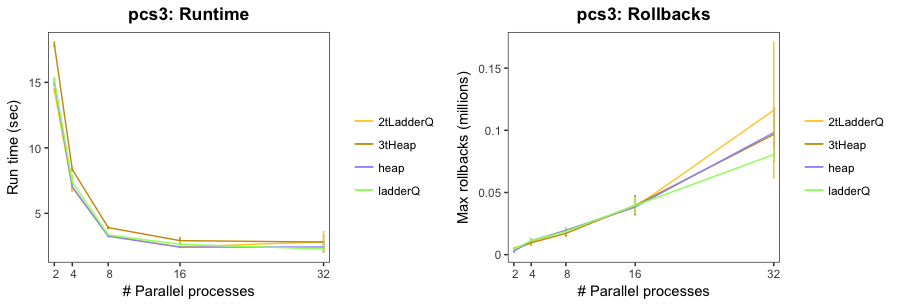 pcs3: Runtime
Run time (sec)
15
10
5
2 4 8 16 32
# Parallel processes
2tLadderQ
3tHeap
heap
ladderQ
pcs3: Rollbacks
Max rollbacks (millions)
0.15
0.1
0.05
0
2 4 8 16 32
# Parallel processes
2tLadderQ
3tHeap
heap
ladderQ